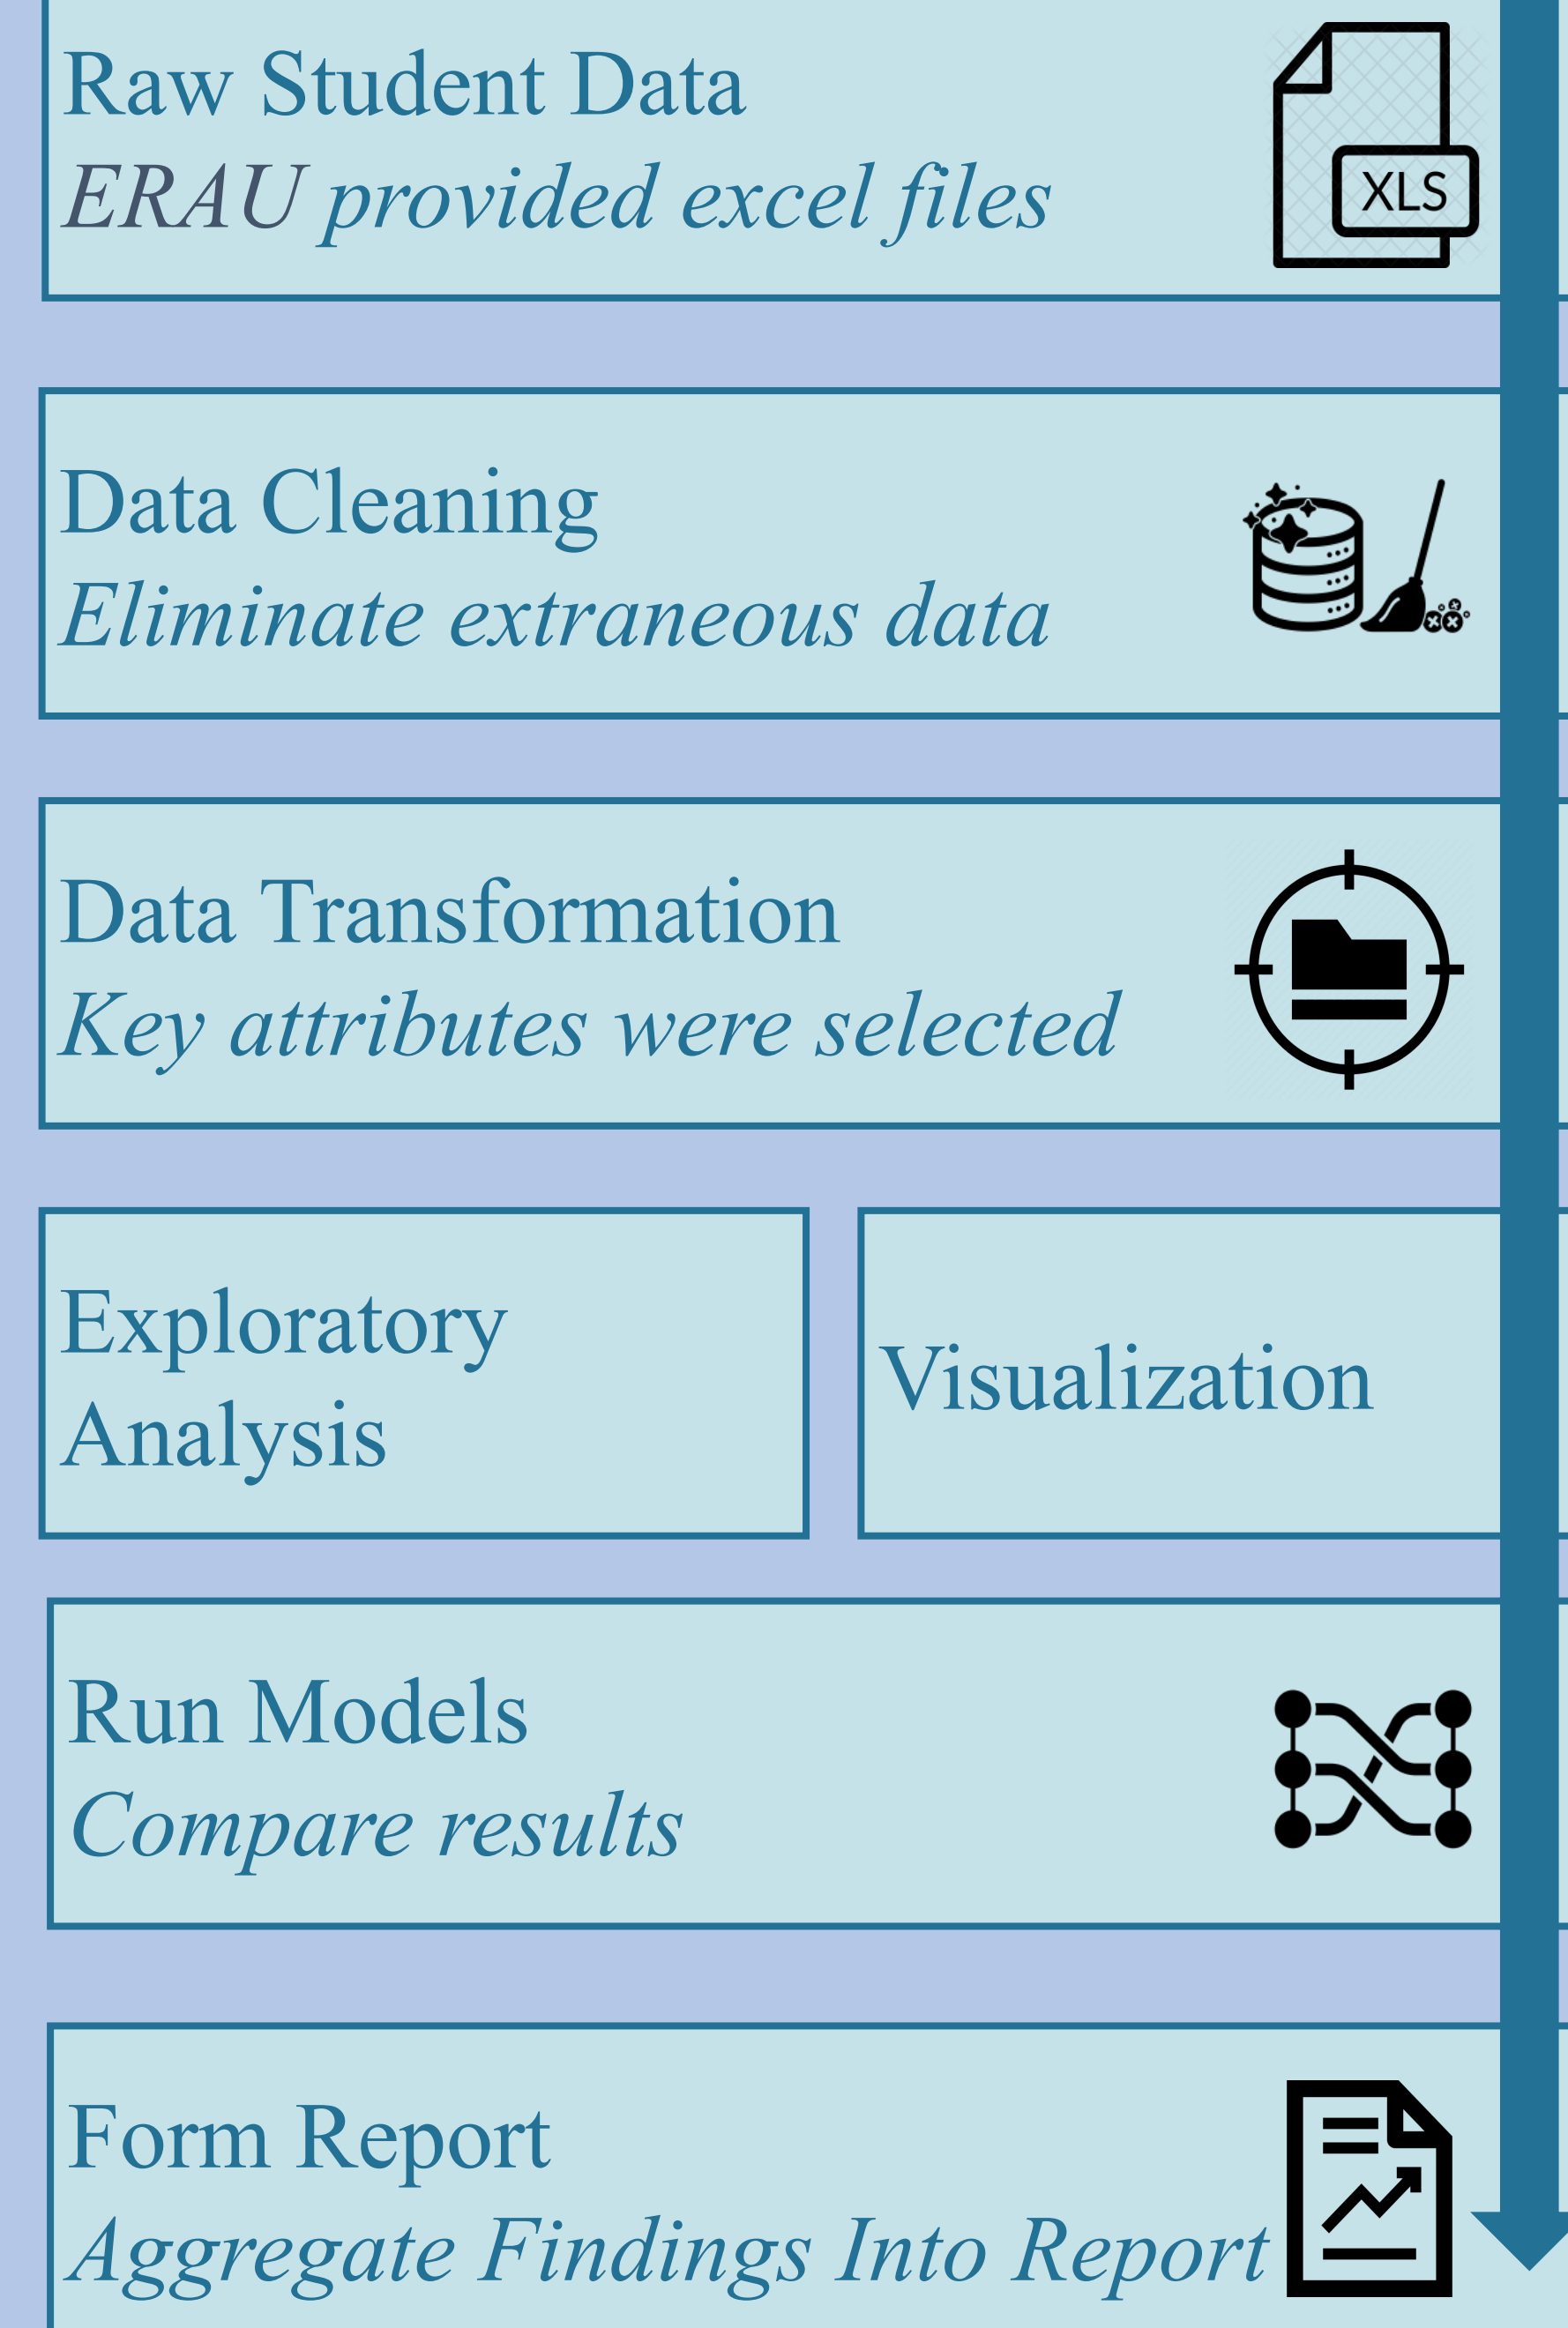 Raw Student Data
ERAU provided excel files
XLS
Data Cleaning
Eliminate extraneous data
Data Transformation
Key attributes were selected
Exploratory
Analysis
Visualization
Run Models
Compare results
Form Report
Aggregate Findings Into Report